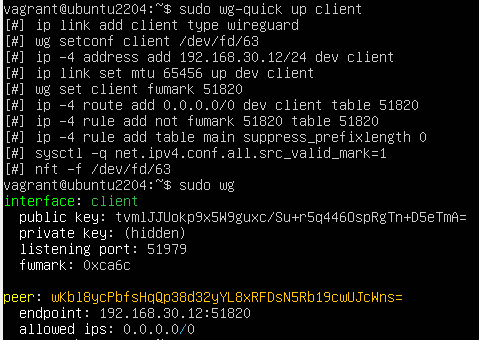 vagrant@ubuntu2204:~$ sudo wg-quick up client
[#] ip link add client type wireguard
[#] wg setconf client /dev/fd/63
[#] ip -4 address add 192.168.30.12/24 dev client
[#] ip link set mtu 65456 up dev client
[#] wg set client fwmark 51820
[#] ip -4 route add 0.0.0.0/0 dev client table 51820
[#] ip -4 rule add not fwmark 51820 table 51820
[#] ip -4 rule add table main suppress_prefixlength 0
[#] sysctl -q net.ipv4.conf.all.src_valid_mark=1
[#] nft -f /dev/fd/63
vagrant@ubuntu2204:~$ sudo wg
interface: client
public key: tvmlJJUokp9x5W9guxc/Su+r5q446OspRgTn+D5eTmA=
private key: (hidden)
listening port: 51979
fwmark: 0xca6c
peer: wKbl8ycPbfsHqQp38d32yYL8xRFDsN5Rb19cwUJcWns=
endpoint: 192.168.30.12:51820
allowed ips: 0.0.0.0/0